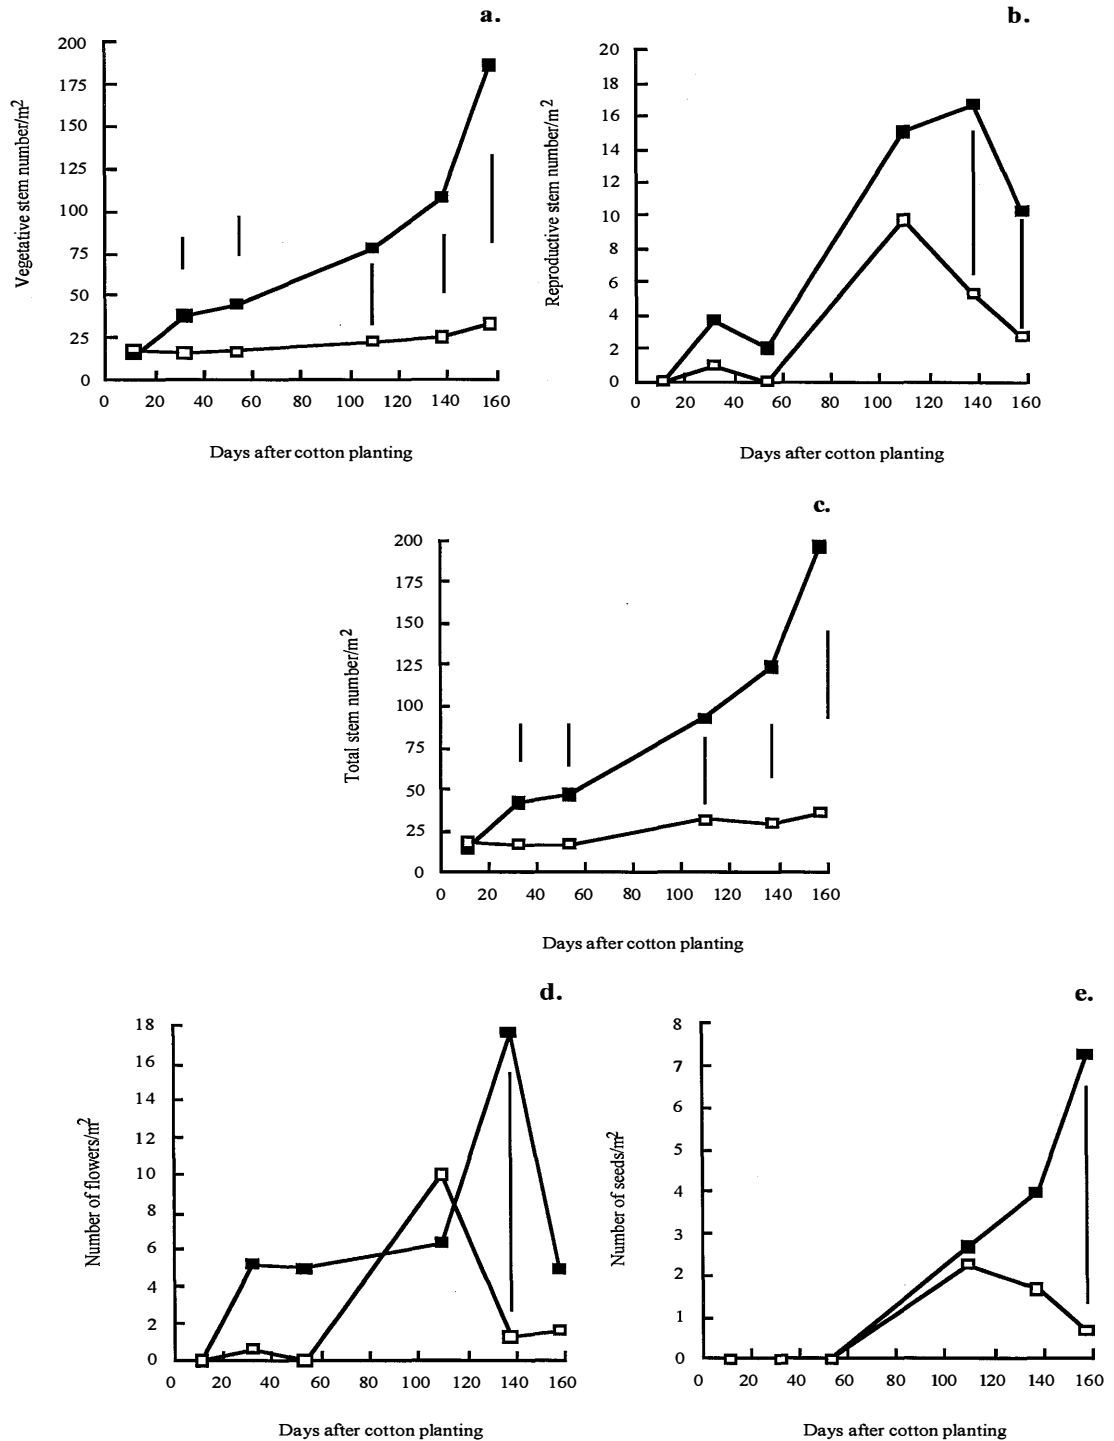 a.
200
175
150
125
100
75
50
25
0
Vegetative stem number/m2
0 20 40 60 80 100 120 140 160
Days after cotton planting
b.
20
18
16
14
12
10
8
6
4
2
0
Reproductive stem number/m2
0 20 40 60 80 100 120 140 160
Days after cotton planting
c.
200
175
150
125
100
75
50
25
0
Total stem number/m2
0 20 40 60 80 100 120 140 160
Days after cotton planting
d.
18
16
14
12
10
8
6
4
2
0
Number of flowers/m2
0 20 40 60 80 100 120 140 160
Days after cotton planting
e.
8
7
6
5
4
3
2
1
0
Number of seeds/m2
0 20 40 60 80 100 120 140 160
Days after cotton planting